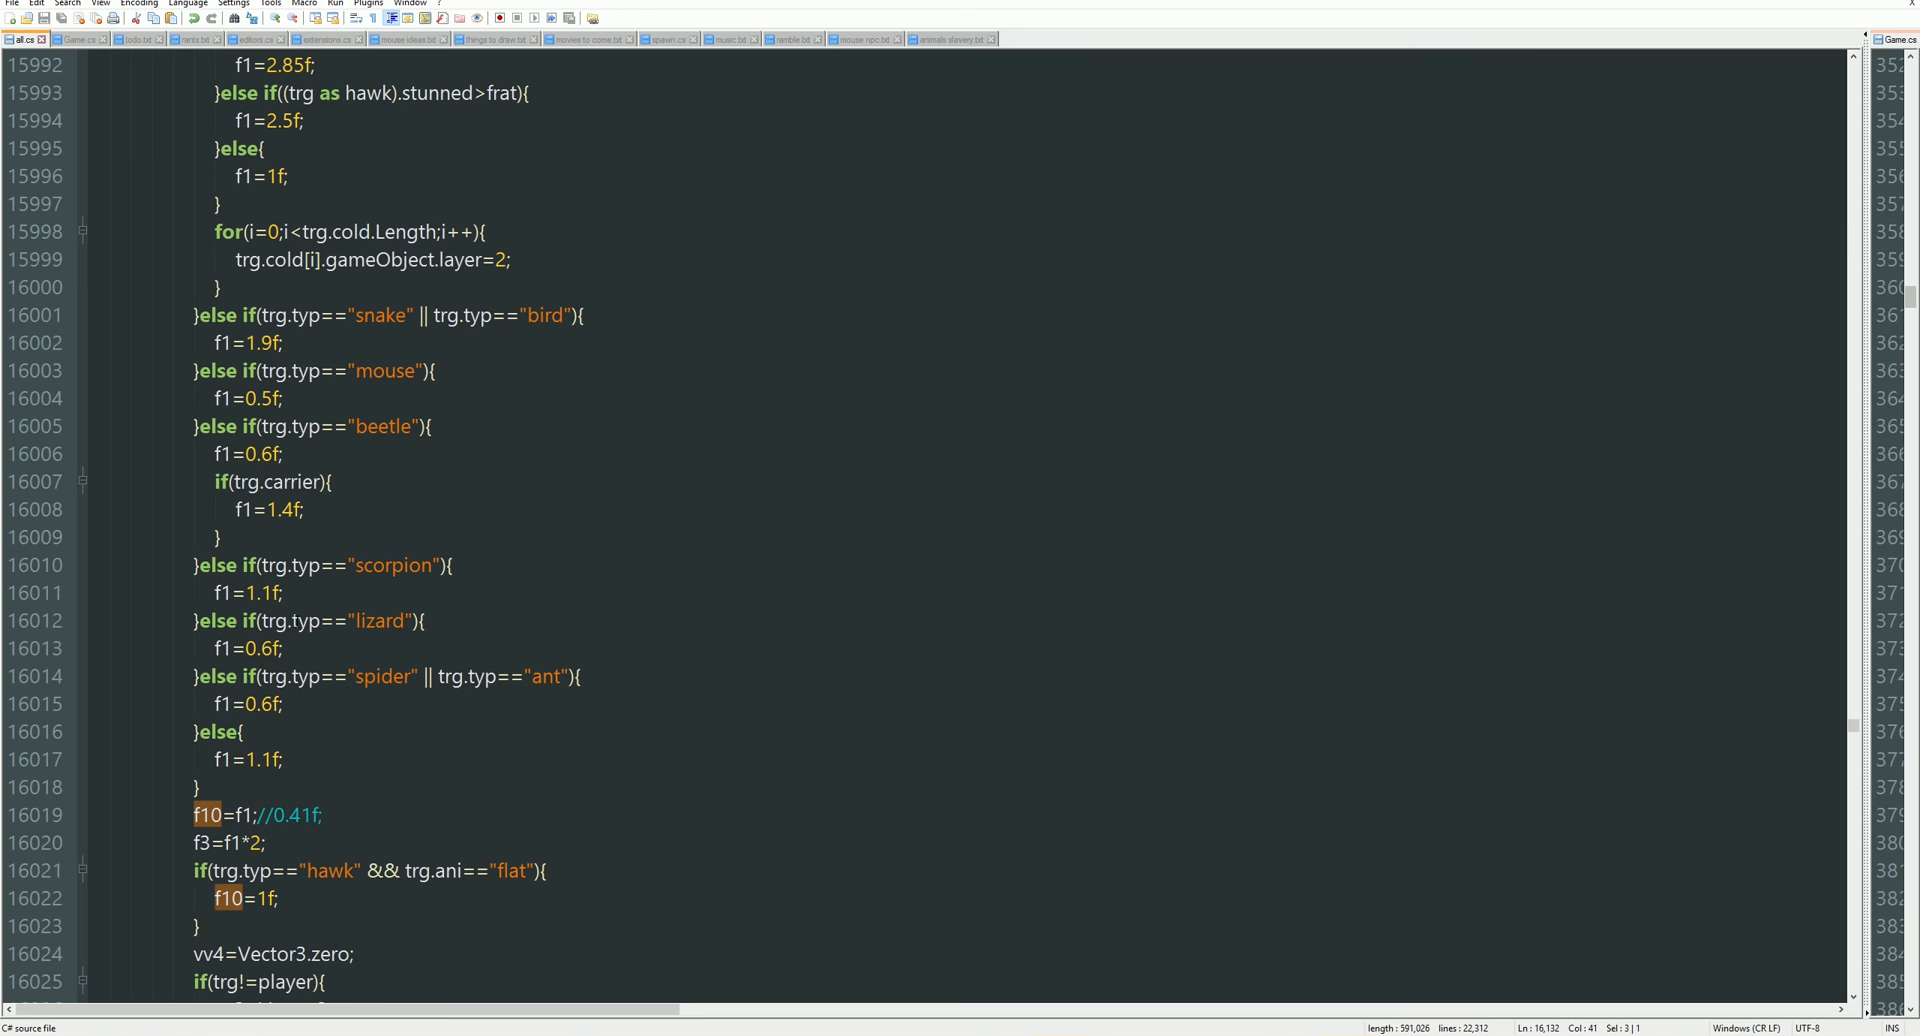 File Edit Search View Encoding Language Settings Tools Macro Run Plugins Window ? X
all.cs Game.cs todo.txt rants.txt editors.cs extensions.cs mouse ideas.txt things to draw.txt movies to come.txt spawn.cs music.txt ramble.txt mouse npc.txt animals slavery.txt Game.cs
15992 f1=2.85f;
15993 }else if((trg as hawk).stunned>frat){
15994 f1=2.5f;
15995 }else{
15996 f1=1f;
15997 }
15998 for(i=0;i<trg.cold.Length;i++){
15999 trg.cold[i].gameObject.layer=2;
16000 }
16001 }else if(trg.typ=="snake" || trg.typ=="bird"){
16002 f1=1.9f;
16003 }else if(trg.typ=="mouse"){
16004 f1=0.5f;
16005 }else if(trg.typ=="beetle"){
16006 f1=0.6f;
16007 if(trg.carrier){
16008 f1=1.4f;
16009 }
16010 }else if(trg.typ=="scorpion"){
16011 f1=1.1f;
16012 }else if(trg.typ=="lizard"){
16013 f1=0.6f;
16014 }else if(trg.typ=="spider" || trg.typ=="ant"){
16015 f1=0.6f;
16016 }else{
16017 f1=1.1f;
16018 }
16019 f10=f1;//0.41f;
16020 f3=f1*2;
16021 if(trg.typ=="hawk" && trg.ani=="flat"){
16022 f10=1f;
16023 }
16024 vv4=Vector3.zero;
16025 if(trg!=player){
C# source file length : 591,026 lines : 22,312 Ln : 16,132 Col : 41 Sel : 3 | 1 Windows (CR LF) UTF-8 INS